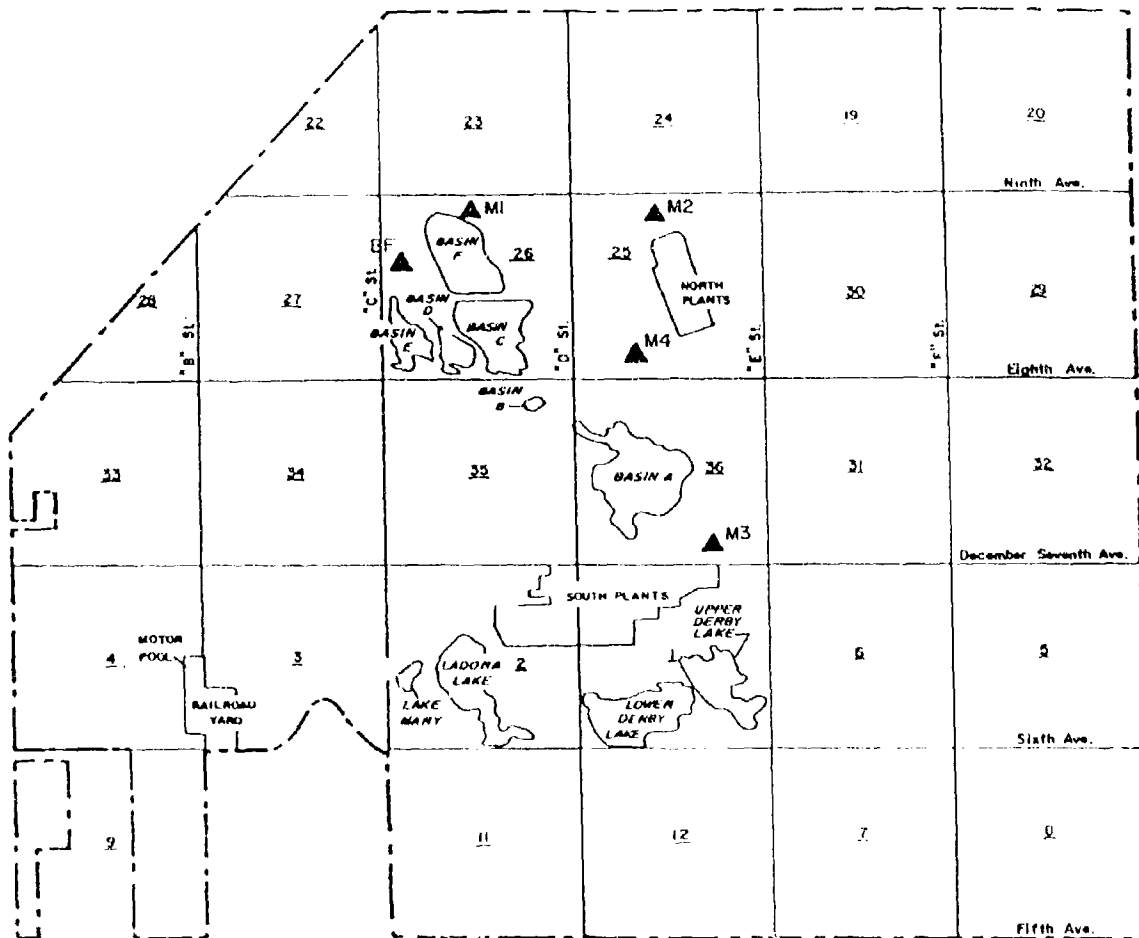 22
23
24
19
20
Ninth Ave.
M1
M2
BF
BASIN
F
26
25
"C" St.
28
27
BASIN
D
NORTH
PLANTS
30
29
BASIN
E
BASIN
C
"B" St.
"D" St.
M4
"E" St.
"F" St.
Eighth Ave.
BASIN
B
33
34
35
BASIN A
36
31
32
M3
December Seventh Ave.
SOUTH PLANTS
UPPER
DERBY
LAKE
MOTOR
POOL
4
3
LADORA
LAKE
2
1
6
5
RAILROAD
YARD
LAKE
MARY
LOWER
DERBY
LAKE
Sixth Ave.
9
11
12
7
Fifth Ave.